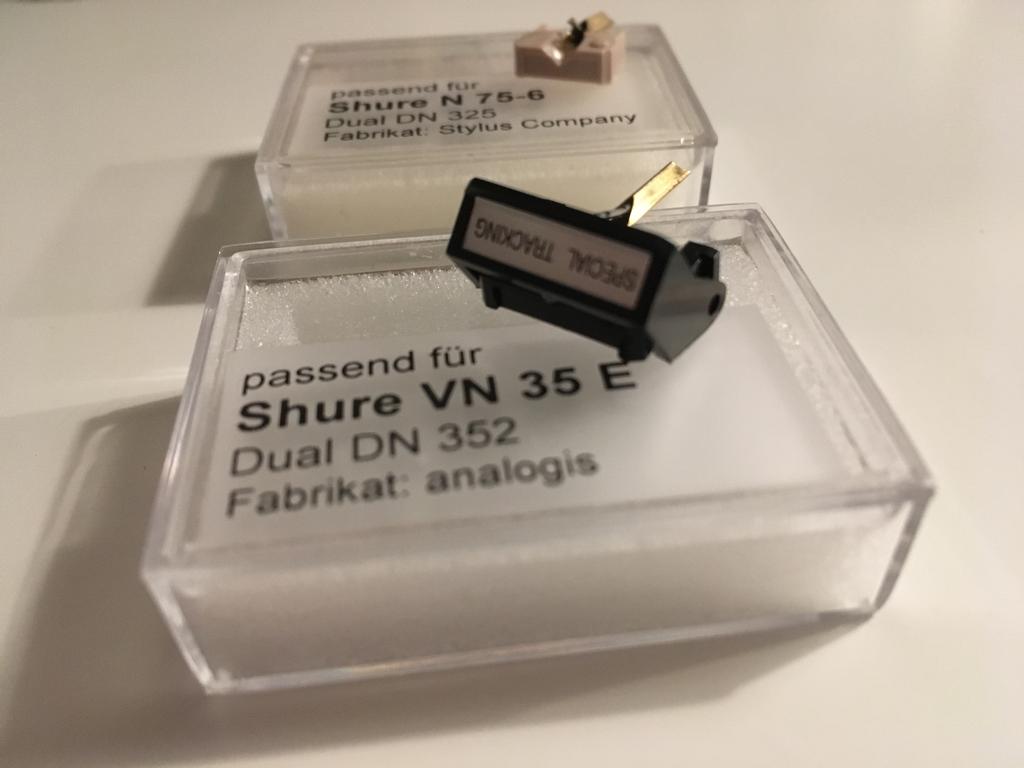 passend für
Shure N 75-6
Dual DN 325
Fabrikat: Stylus Company
SPECIAL TRACKING
passend für
Shure VN 35 E
Dual DN 352
Fabrikat: analogis